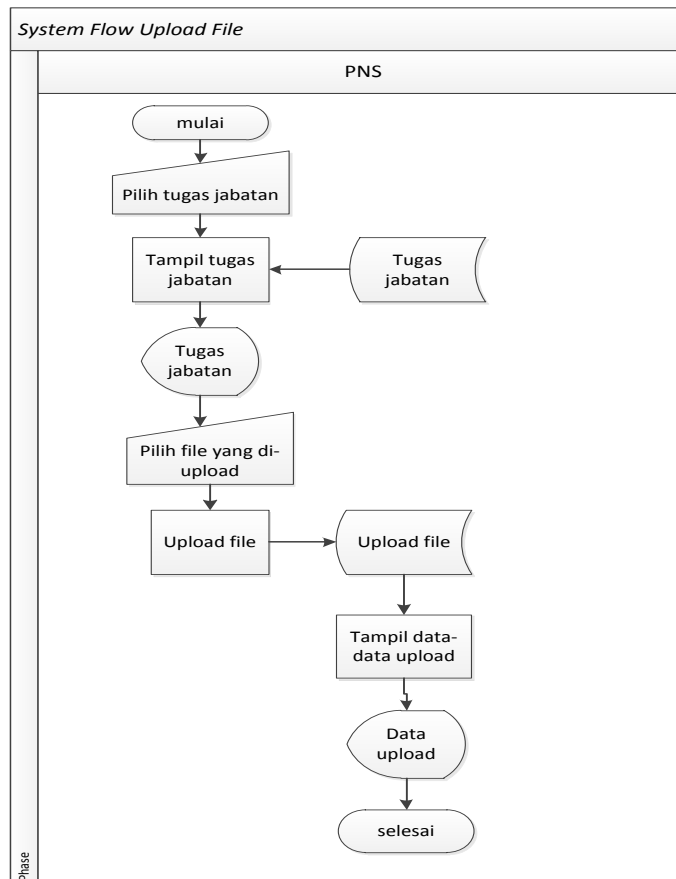 System Flow Upload File
PNS
mulai
Pilih tugas jabatan
Tampil tugas
jabatan
Tugas
jabatan
Tugas
jabatan
Pilih file yang di-
upload
Upload file
Upload file
Tampil data-
data upload
Data
upload
selesai
Phase